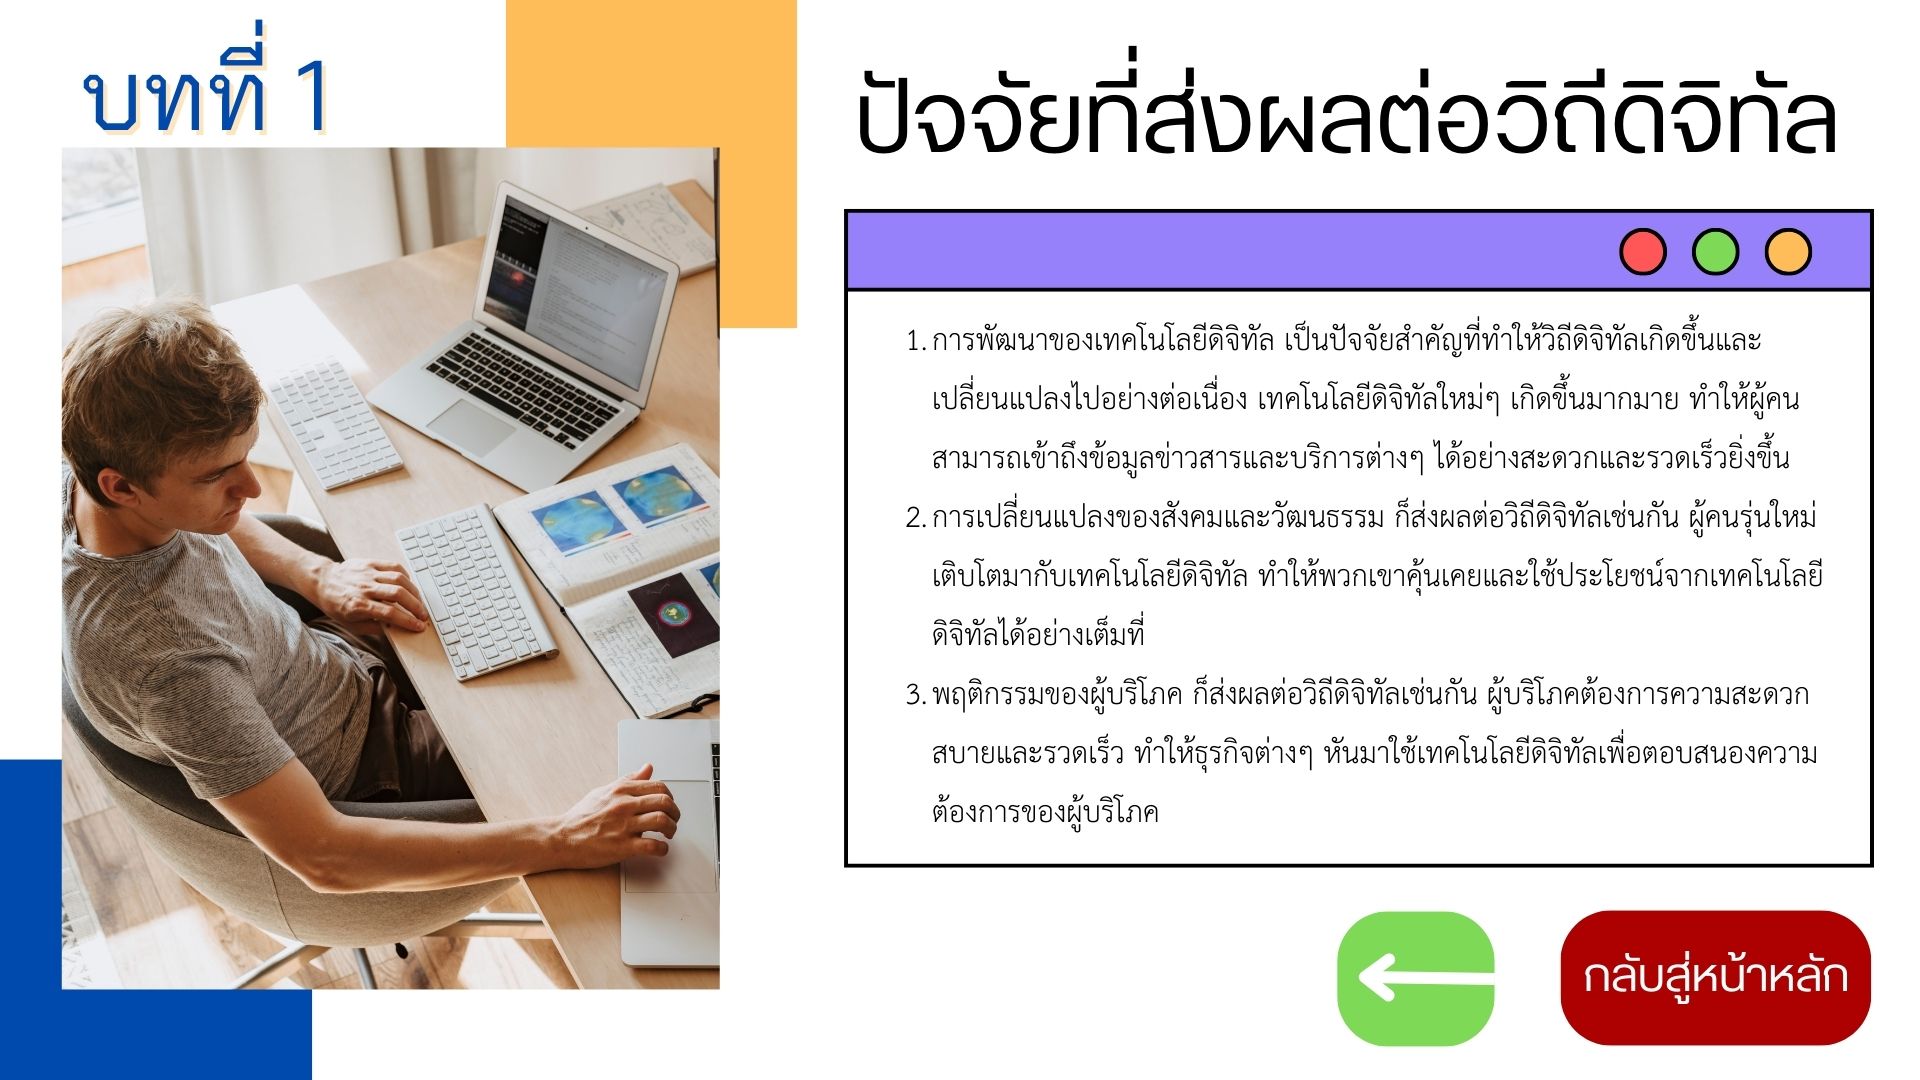 บทที่ 1
ปัจจัยที่ส่งผลต่อวิถีดิจิทัล
1. การพัฒนาของเทคโนโลยีดิจิทัล เป็นปัจจัยสำคัญที่ทำให้วิถีดิจิทัลเกิดขึ้นและ
เปลี่ยนแปลงไปอย่างต่อเนื่อง เทคโนโลยีดิจิทัลใหม่ๆ เกิดขึ้นมากมาย ทำให้ผู้คน
สามารถเข้าถึงข้อมูลข่าวสารและบริการต่างๆ ได้อย่างสะดวกและรวดเร็วยิ่งขึ้น
2. การเปลี่ยนแปลงของสังคมและวัฒนธรรม ก็ส่งผลต่อวิถีดิจิทัลเช่นกัน ผู้คนรุ่นใหม่
เติบโตมากับเทคโนโลยีดิจิทัล ทำให้พวกเขาคุ้นเคยและใช้ประโยชน์จากเทคโนโลยี
ดิจิทัลได้อย่างเต็มที่
3. พฤติกรรมของผู้บริโภค ก็ส่งผลต่อวิถีดิจิทัลเช่นกัน ผู้บริโภคต้องการความสะดวก
สบายและรวดเร็ว ทำให้ธุรกิจต่างๆ หันมาใช้เทคโนโลยีดิจิทัลเพื่อตอบสนองความ
ต้องการของผู้บริโภค
กลับสู่หน้าหลัก